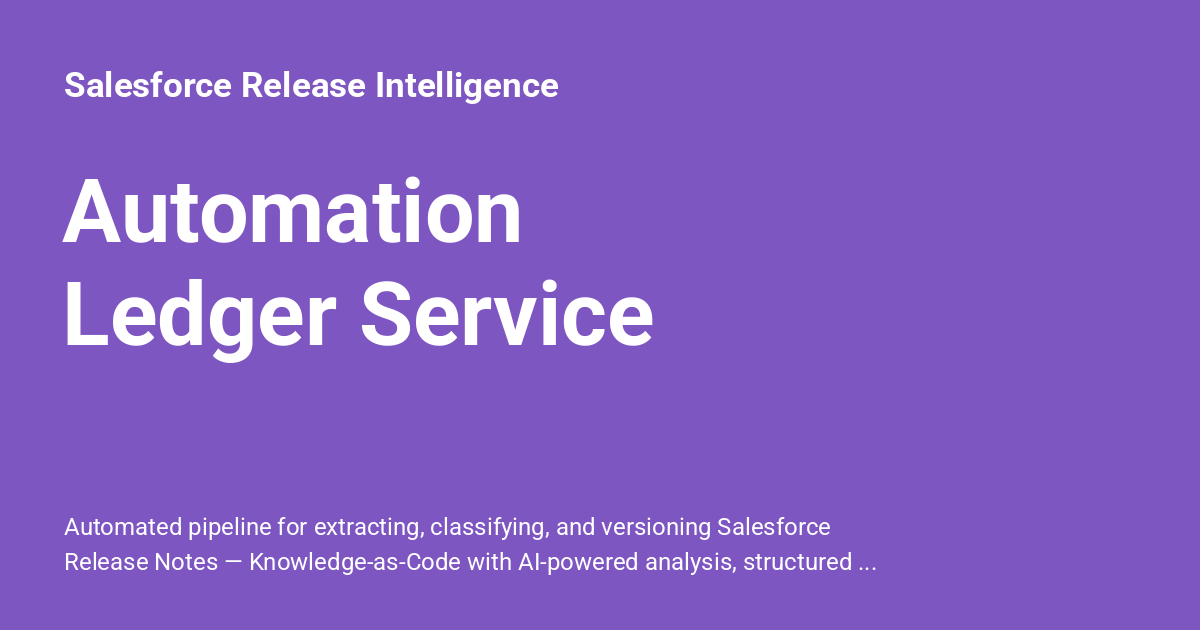 Salesforce Release Intelligence
Automation
Ledger Service
Automated pipeline for extracting, classifying, and versioning Salesforce
Release Notes — Knowledge-as-Code with AI-powered analysis, structured ...